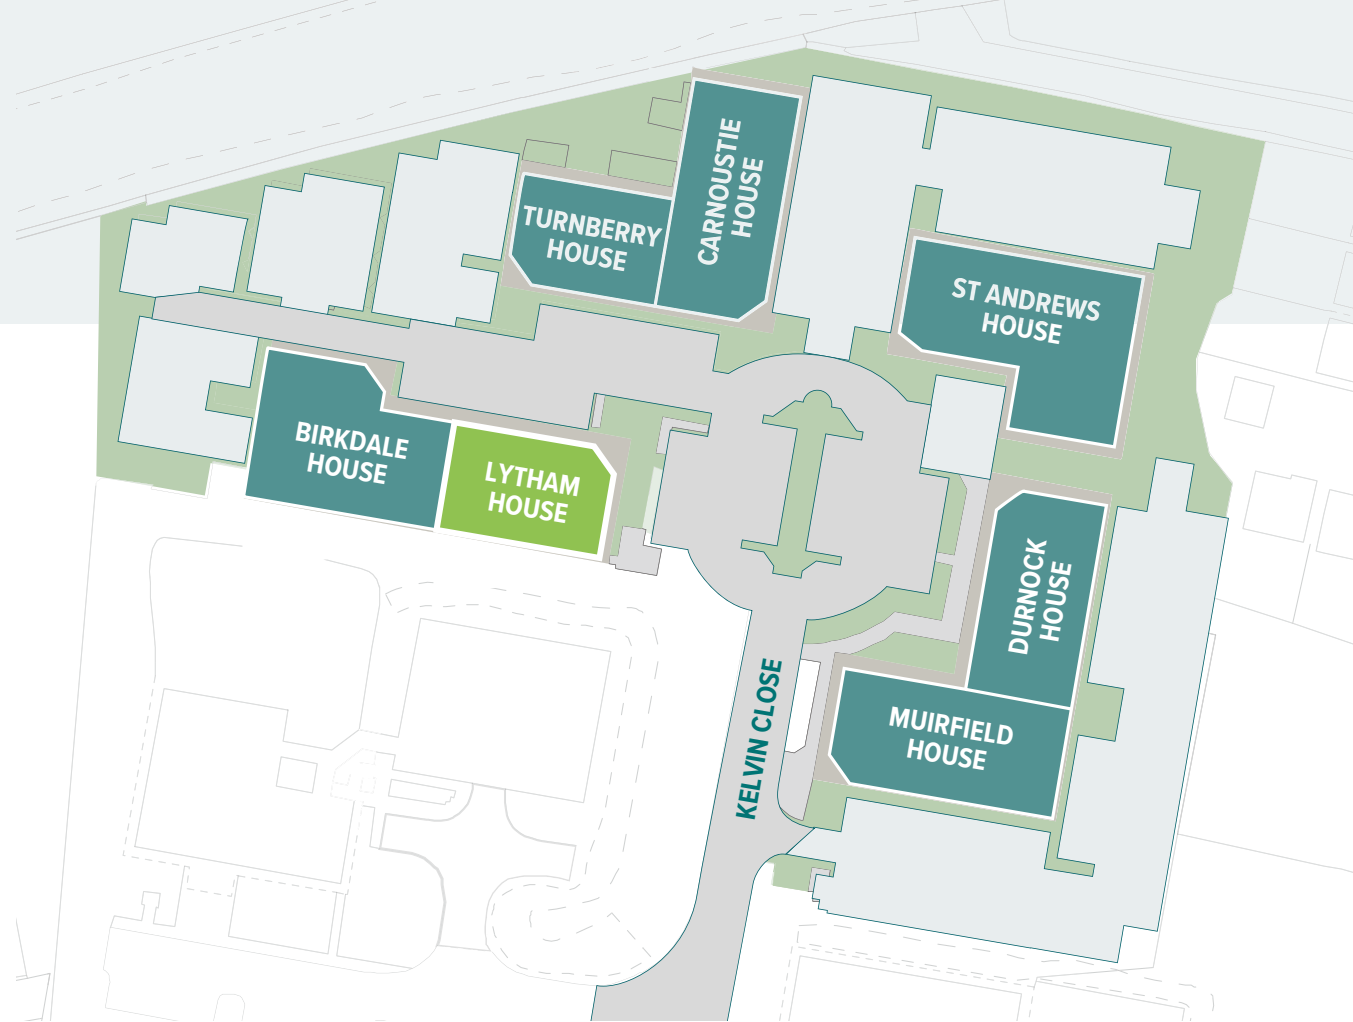 CARNOUSTIE
HOUSE
TURNBERRY
HOUSE
ST ANDREWS
HOUSE
BIRKDALE
HOUSE
LYTHAM
HOUSE
DURNOCK
HOUSE
KELVIN CLOSE
MUIRFIELD
HOUSE